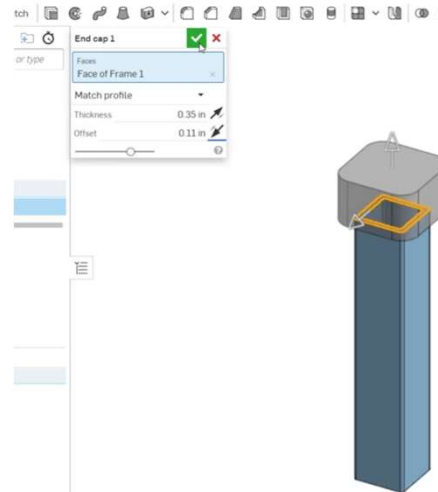 tch
End cap 1
or type
Faces
Face of Frame 1
Match profile
Thickness 0.35 in
Offset 0.11 in